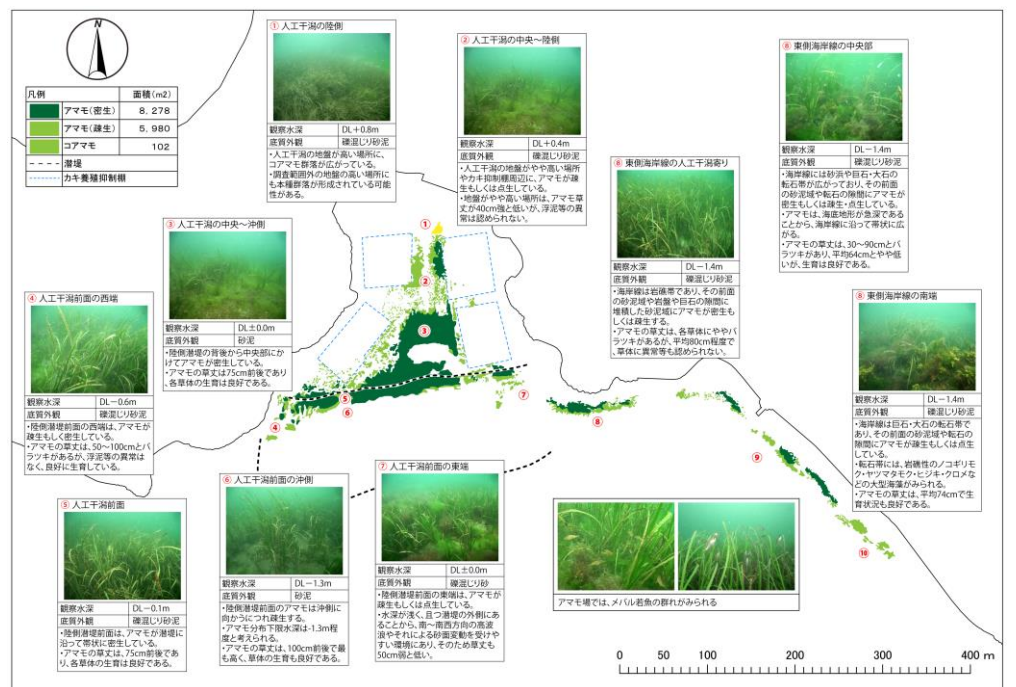 N
凡例 面積(m2)
アマモ(密生) 8.278
アマモ(疎生) 5.980
コアマモ 102
潜堤
カキ養殖抑制棚
① 人工干潟の陸側
観察水深 DL+0.8m
底質外観 礫混じり砂泥
・人工干潟の地盤が高い場所に、
コアマモ群落が広がっている。
・調査範囲外の地盤の高い場所に
も本種群落が形成されている可能
性がある。
② 人工干潟の中央～陸側
観察水深 DL+0.4m
底質外観 礫混じり砂泥
・人工干潟の地盤がやや高い場所
やカキ抑制棚周辺に、アマモが疎
生もしくは点生している。
・地盤がやや高い場所は、アマモ草
丈が40cm強と低いが、浮泥等の異
常は認められない。
③ 人工干潟の中央～沖側
観察水深 DL±0.0m
底質外観 砂泥
・陸側潜堤の背後から中央部にか
けてアマモが密生している。
・アマモの草丈は75cm前後であり
、各草体の生育は良好である。
④ 人工干潟前面の西端
観察水深 DL－0.6m
底質外観 礫混じり砂泥
・陸側潜堤前面の西端は、アマモが
疎生もしく密生している。
・アマモの草丈は、50～100cmとバ
ラツキがあるが、浮泥等の異常は
なく、良好に生育している。
⑤ 人工干潟前面
観察水深 DL－0.1m
底質外観 礫混じり砂泥
・陸側潜堤前面は、アマモが潜堤に
沿って帯状に密生している。
・アマモの草丈は、75cm前後であ
り、各草体の生育は良好である。
⑥ 人工干潟前面の沖側
観察水深 DL－1.3m
底質外観 砂泥
・陸側潜堤前面のアマモは沖側に
向かうにつれ疎生する。
・アマモ分布下限水深は-1.3m程
度と考えられる。
・アマモの草丈は、100cm前後で最
も高く、草体の生育も良好である。
⑦ 人工干潟前面の東端
観察水深 DL±0.0m
底質外観 礫混じり砂
・陸側潜堤前面の東端は、アマモが
疎生もしくは点生している。
・水深が浅く、且つ潜堤の外側にあ
ることから、南～南西方向の高波
浪やそれによる砂面変動を受けや
すい環境にあり、そのため草丈も
50cm弱と低い。
⑧ 東側海岸線の人工干潟寄り
観察水深 DL－1.4m
底質外観 礫混じり砂泥
・海岸線は岩礁帯であり、その前面
の砂泥域や岩盤や巨石の隙間に
堆積した砂泥域にアマモが密生も
しくは疎生する。
・アマモの草丈は、各草体にややバ
ラツキがあるが、平均80cm程度で
、草体に異常等も認められない。
⑧ 東側海岸線の中央部
観察水深 DL－1.4m
底質外観 礫混じり砂泥
・海岸線には砂浜や巨石・大石の
転石帯が広がっており、その前面
の砂泥域や転石の隙間にアマモが
密生もしくは疎生・点生している。
・アマモは、海底地形が急深である
ことから、海岸線に沿って帯状に広
がる。
・アマモの草丈は、30～90cmとバ
ラツキがあり、平均64cmとやや低
いが、生育は良好である。
⑧ 東側海岸線の南端
観察水深 DL－1.4m
底質外観 礫混じり砂泥
・海岸線は巨石・大石の転石帯で
あり、その前面の砂泥域や転石の
隙間にアマモが疎生もしくは点生
している。
・転石帯には、岩礁性のノコギリモ
ク・ヤツマタモク・ヒジキ・クロメな
どの大型海藻がみられる。
・アマモの草丈は、平均74cmで生
育状況も良好である。
①
②
③
④
⑤
⑥
⑦
⑧
⑨
⑩
アマモ場では、メバル若魚の群れがみられる
0 50 100 200 300 400 m